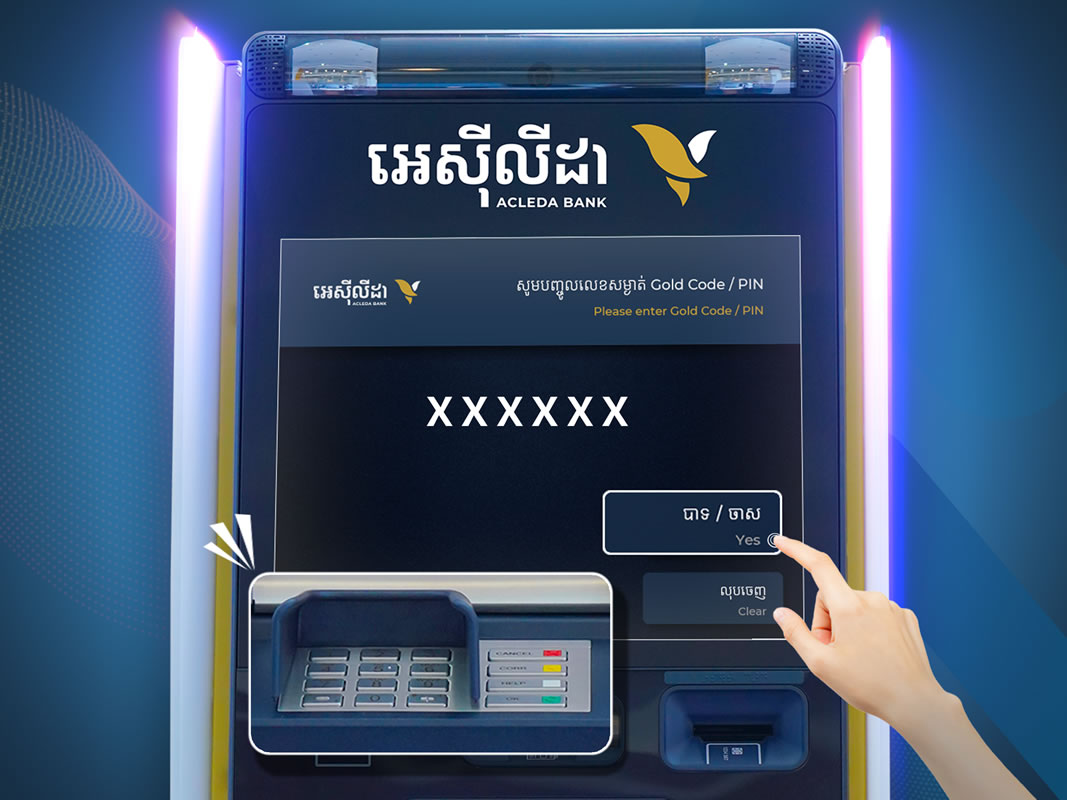 អេស៊ីលីដា
ACLEDA BANK
អេស៊ីលីដា
ACLEDA BANK
សូមបញ្ចូលលេខសម្ងាត់ Gold Code / PIN
Please enter Gold Code / PIN
XXXXXX
បាទ / ចាស
Yes
លុបចេញ
Clear
CANCEL
CORR
HELP
OK